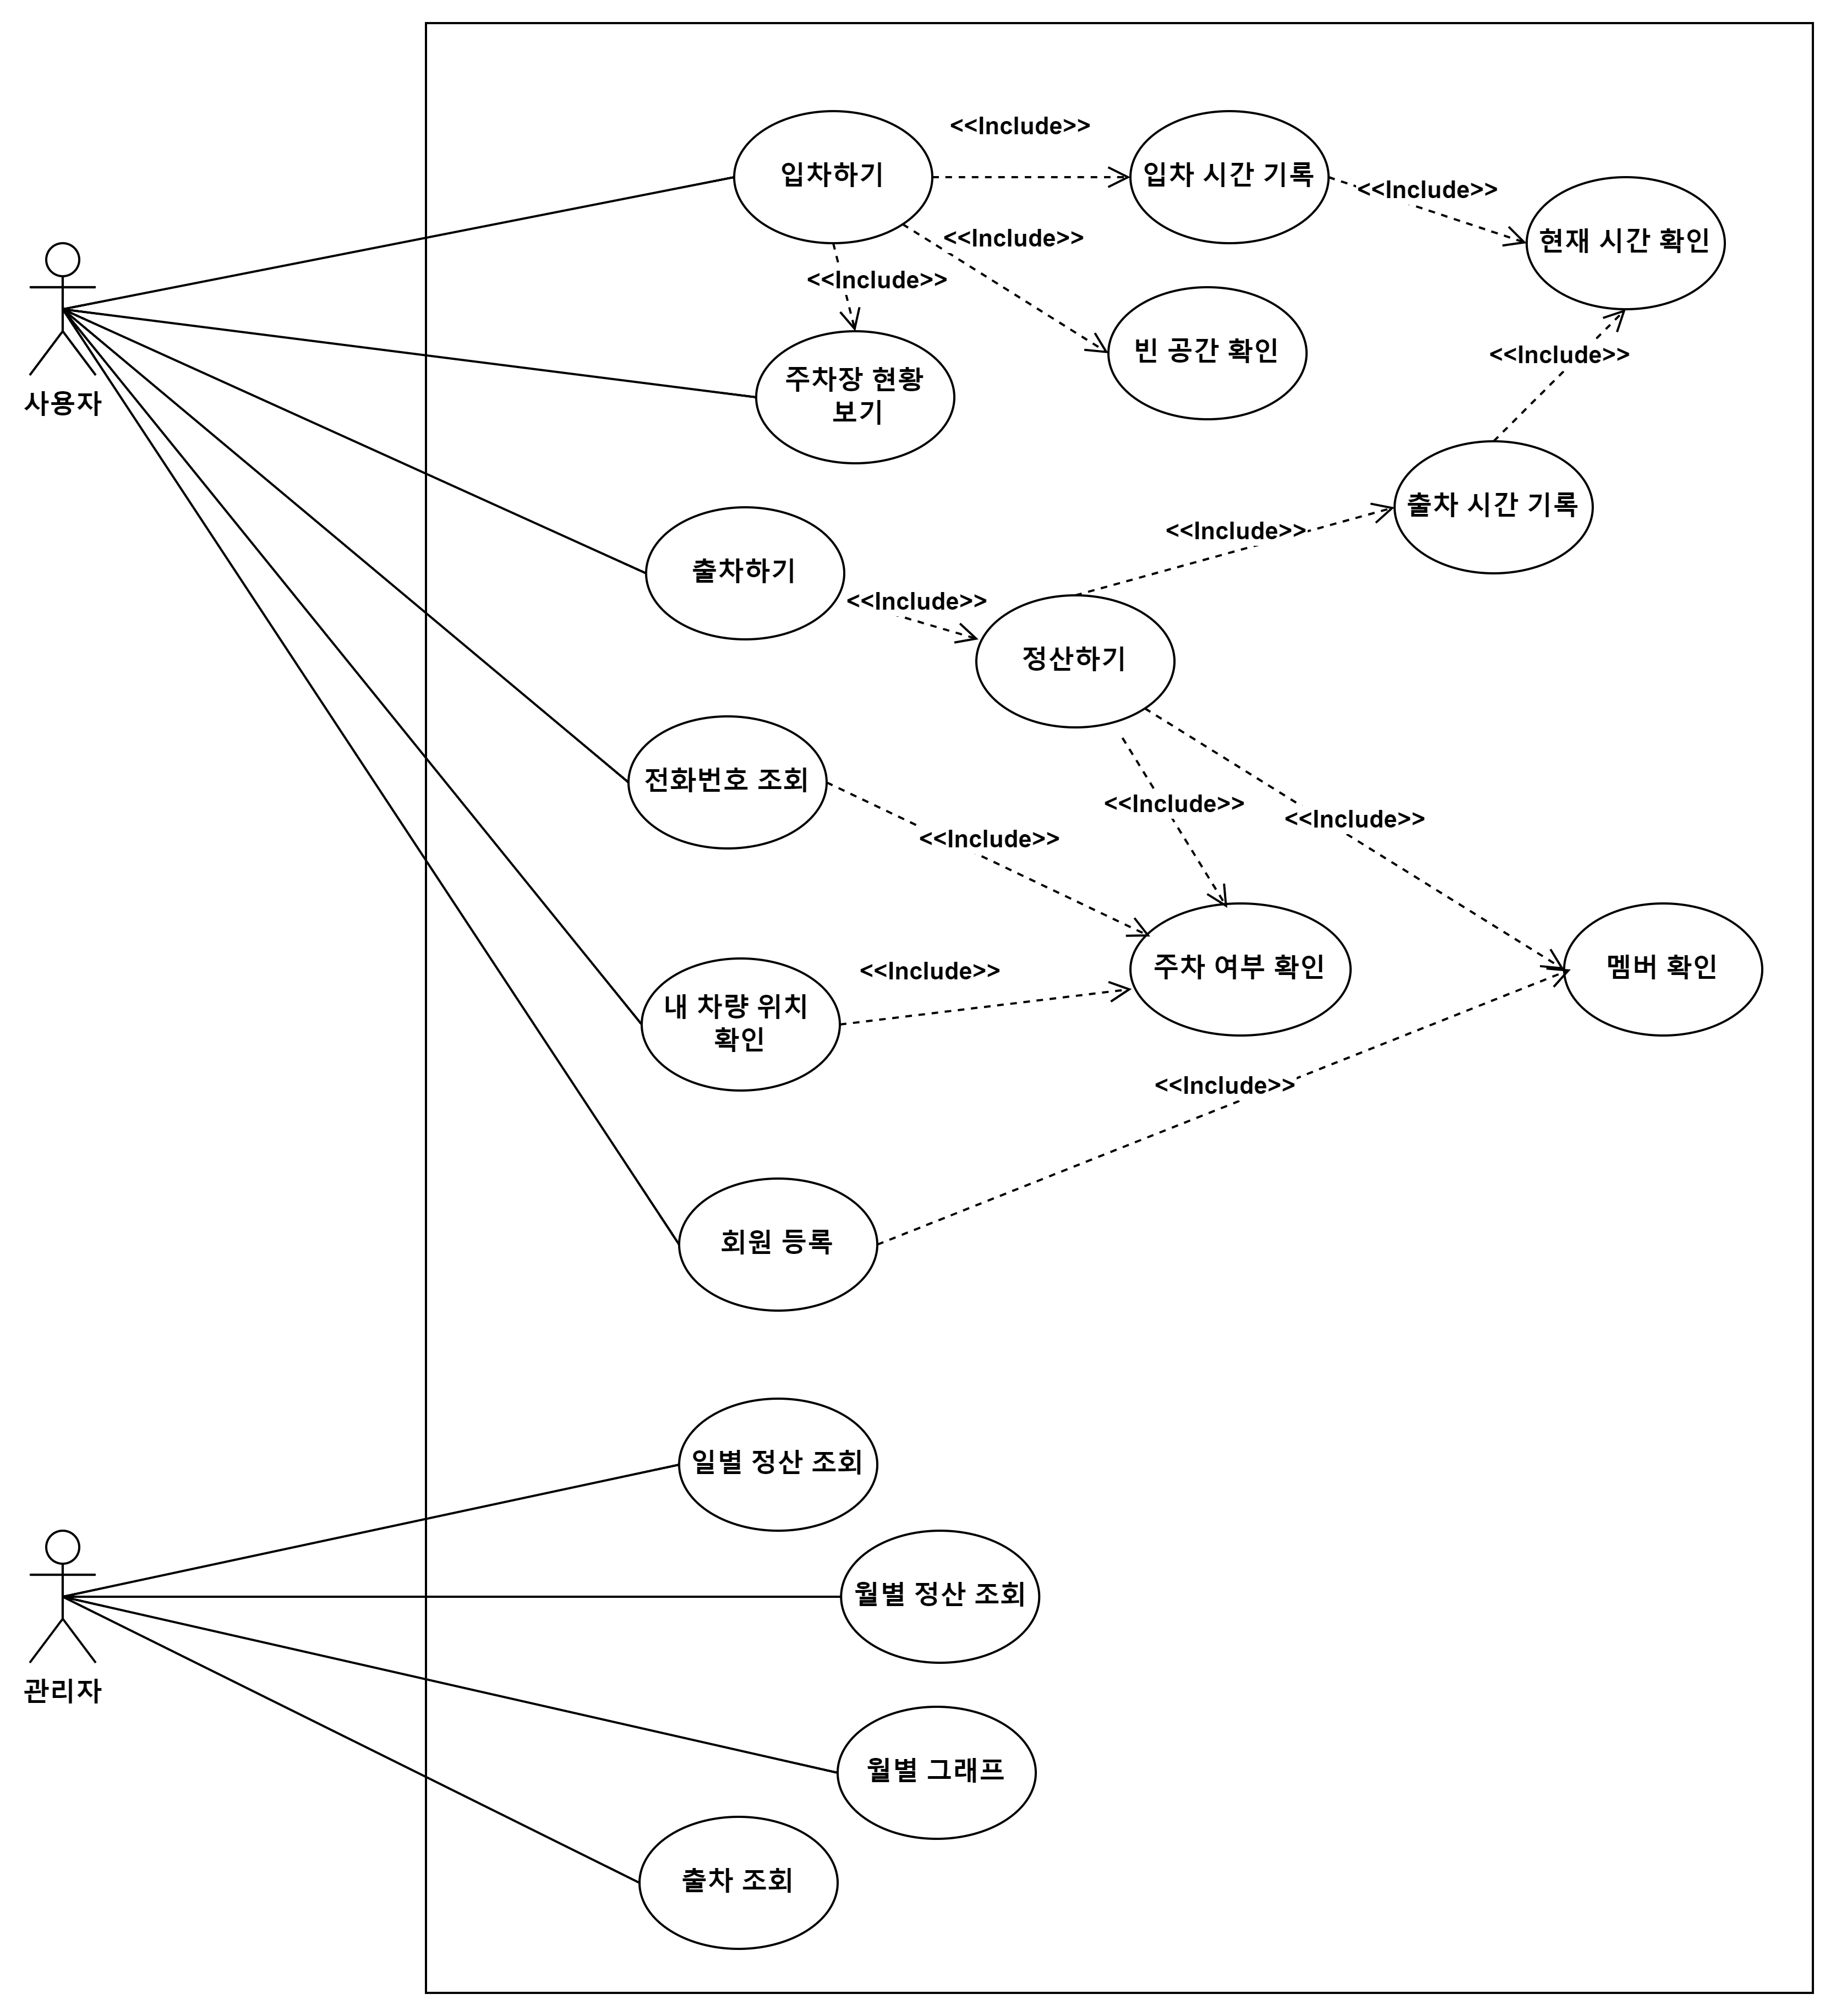 <<Include>>
입차하기
입차 시간 기록
<<Include>>
현재 시간 확인
<<Include>>
<<Include>>
빈 공간 확인
<<Include>>
주차장 현황
보기
사용자
출차 시간 기록
<<Include>>
출차하기
<<Include>>
정산하기
전화번호 조회
<<Include>>
<<Include>>
<<Include>>
주차 여부 확인
멤버 확인
<<Include>>
내 차량 위치
확인
<<Include>>
회원 등록
일별 정산 조회
월별 정산 조회
관리자
월별 그래프
출차 조회